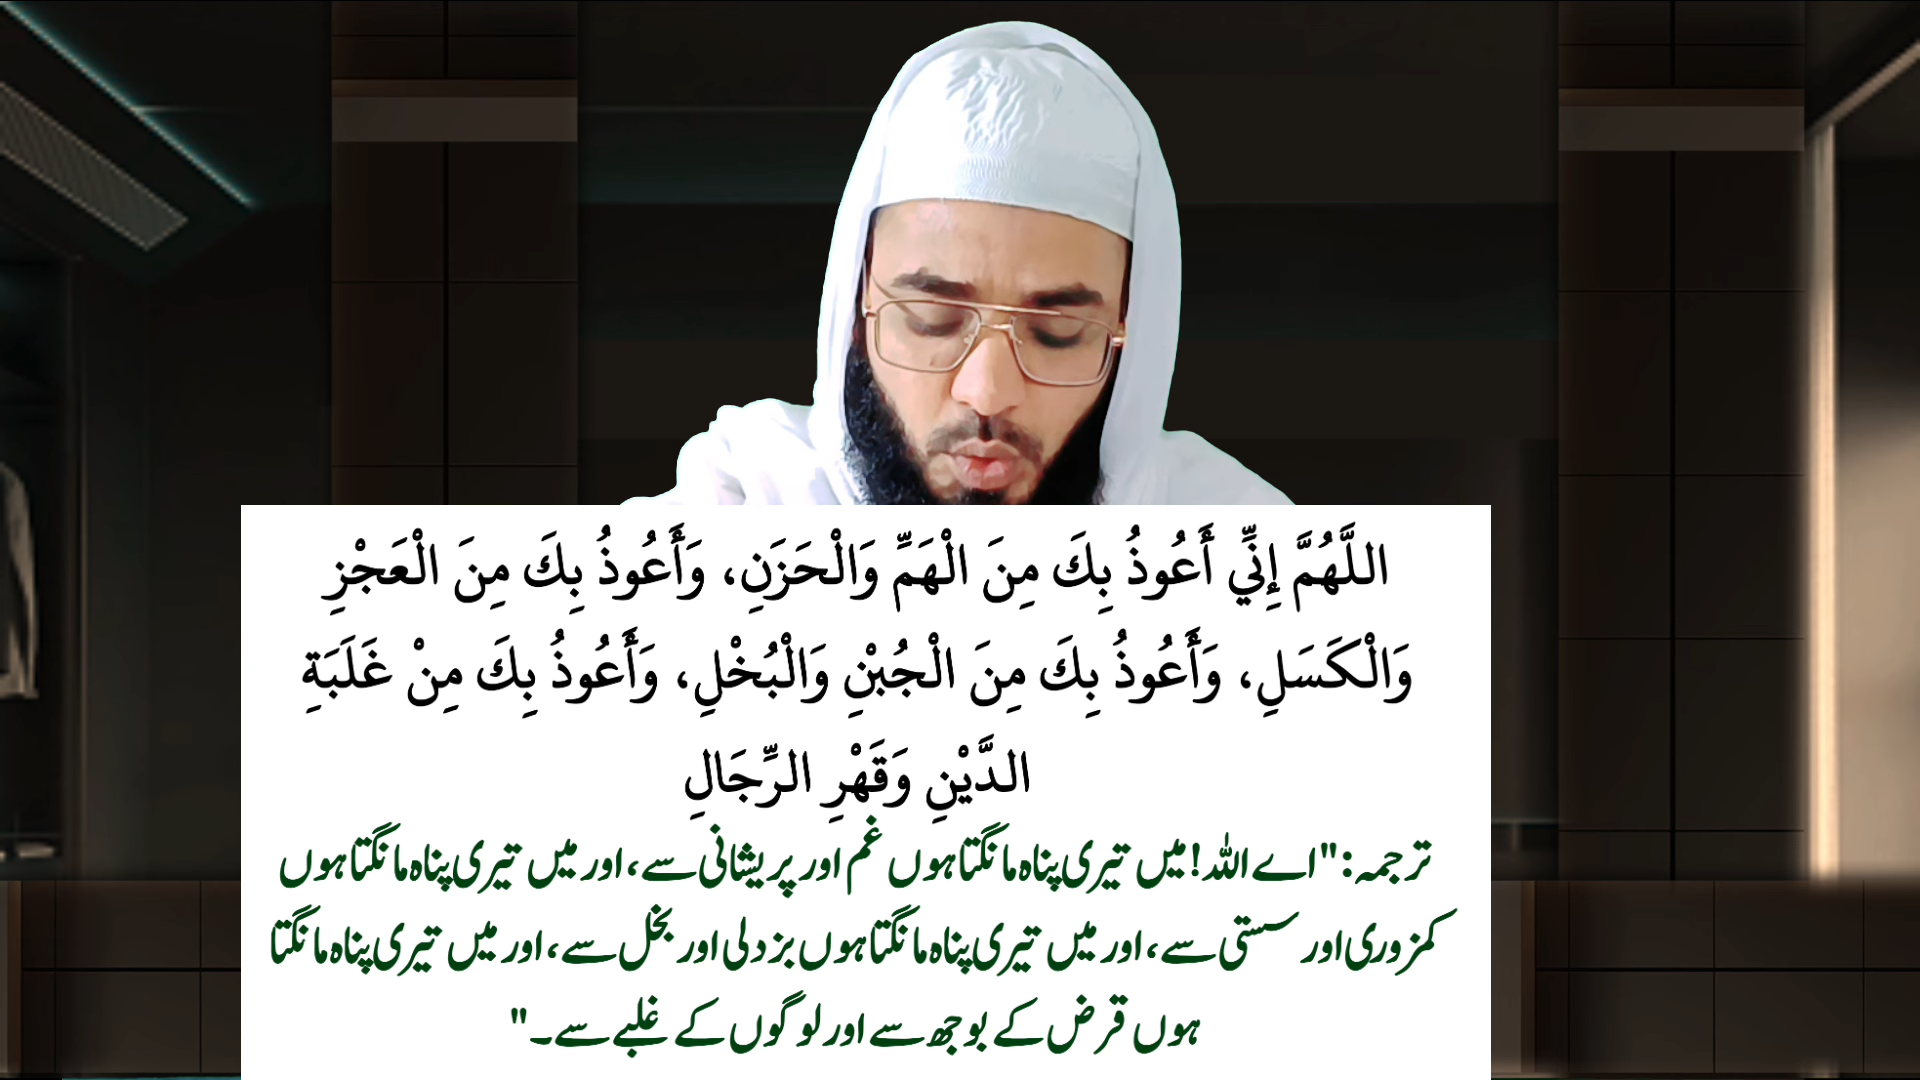 اللَّهُمَّ إِنِّي أَعُوذُ بِكَ مِنَ الْهَمِّ وَالْحَزَنِ، وَأَعُوذُ بِكَ مِنَ الْعَجْزِ
وَالْكَسَلِ، وَأَعُوذُ بِكَ مِنَ الْجُبْنِ وَالْبُخْلِ، وَأَعُوذُ بِكَ مِنْ غَلَبَةِ
الدَّيْنِ وَقَهْرِ الرِّجَالِ
ترجمہ: "اے اللہ! میں تیری پناہ مانگتا ہوں غم اور پریشانی سے، اور میں تیری پناہ مانگتا ہوں
کمزوری اور سستی سے، اور میں تیری پناہ مانگتا ہوں بزدلی اور بخل سے، اور میں تیری پناہ مانگتا
ہوں قرض کے بوجھ سے اور لوگوں کے غلبے سے۔"